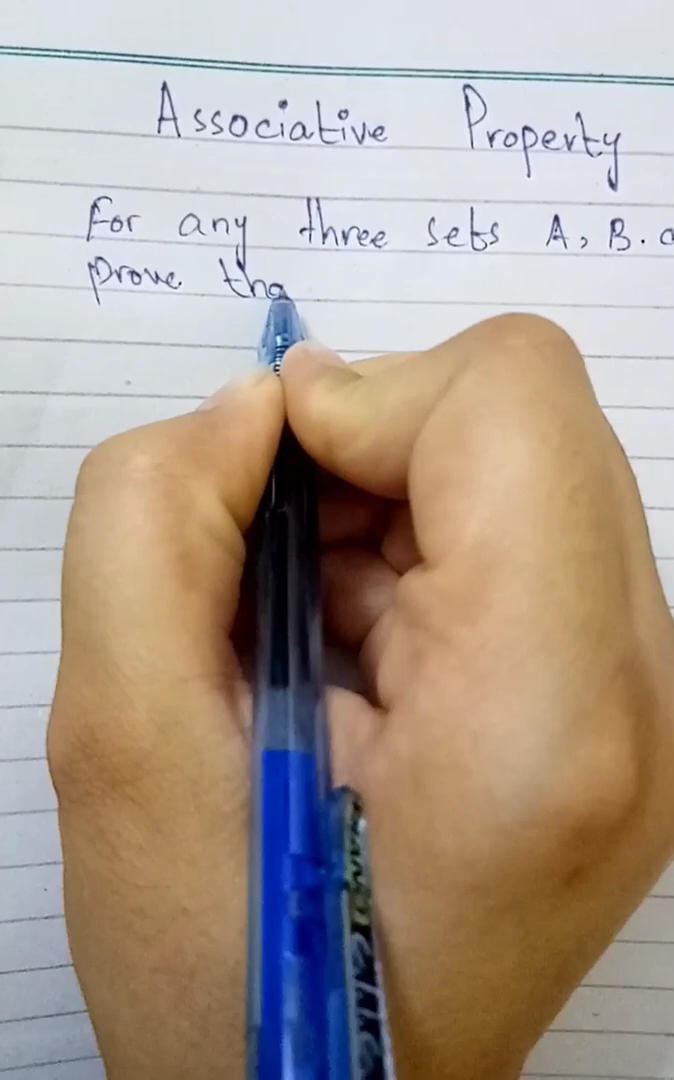 Associative Property
For any three sets A, B.
prove tha